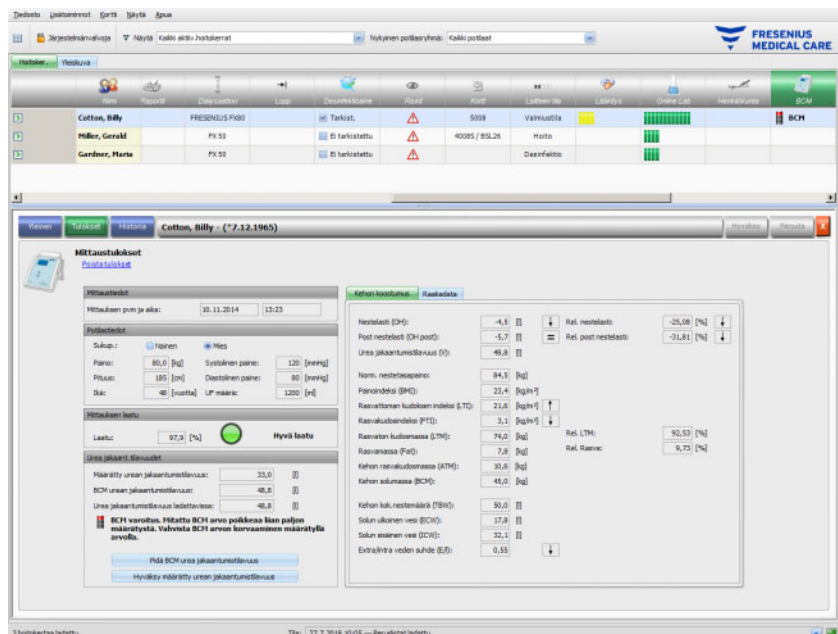 Tiedosto Lisätoiminnot Kortti Näytä Apua
Järjestelmänvalvoja Näytä Kaikki aktiiv.hoitokerrat Nykyinen potilasryhmä: Kaikki potilaat
FRESENIUS
MEDICAL CARE
Hoitoker.. Yleiskuva
Nimi Raportit Dialysaattori Loop Desinfektioaine Riskit Kortti Laitteen tila Lääkitys Online Lab Henkilökunta BCM
Cotton, Billy FRESENIUS FX80 Tarkist. 5008 Valmiustila BCM
Miller, Gerald FX 50 Ei tarkistettu 4008S / BSL26 Hoito
Gardner, Maria FX 50 Ei tarkistettu Desinfektio
Yleinen Tulokset Historia Cotton, Billy - (*7.12.1965) Hyväksy Peruuta X
Mittaustulokset
Poista tulokset
Mittaustiedot
Mittauksen pvm ja aika: 10.11.2014 13:23
Potilastiedot
Sukup.: Nainen Mies
Paino: 80,0 [kg] Systolinen paine: 120 [mmHg]
Pituus: 185 [cm] Diastolinen paine: 80 [mmHg]
Ikä: 48 [vuotta] UF määrä: 1200 [ml]
Mittauksen laatu
Laatu: 97,9 [%] Hyvä laatu
Urea jakaant.tilavuudet
Määrätty urean jakaantumistilavuus: 33,0 [l]
BCM urean jakaantumistilavuus: 48,8 [l]
Urea jakaantumistilavuus ladattavissa: 48,8 [l]
BCM varoitus. Mitattu BCM arvo poikkeaa liian paljon
määrätystä. Vahvista BCM arvon korvaaminen määrätyllä
arvolla.
Pidä BCM urea jakaantumistilavuus
Hyväksy määrätty urean jakaantumistilavuus
Kehon koostumus Raakadata
Nestelasti (OH): -4,5 [l] Rel. nestelasti: -25,08 [%]
Post nestelasti (OH post): -5,7 [l] Rel. post nestelasti: -31,81 [%]
Urea jakaantumistilavuus (V): 48,8 [l]
Norm. nestetasapaino: 84,5 [kg]
Painoindeksi (BMI): 23,4 [kg/m²]
Rasvattoman kudoksen indeksi (LTI): 21,6 [kg/m²]
Rasvakudosindeksi (FTI): 3,1 [kg/m²]
Rasvaton kudosmassa (LTM): 74,0 [kg] Rel. LTM: 92,53 [%]
Rasvamassa (Fat): 7,8 [kg] Rel. Rasva: 9,73 [%]
Kehon rasvakudosmassa (ATM): 10,6 [kg]
Kehon solumassa (BCM): 45,0 [kg]
Kehon kok.nestemäärä (TBW): 50,0 [l]
Solun ulkoinen vesi (ECW): 17,8 [l]
Solun sisäinen vesi (ICW): 32,1 [l]
Extra/intra veden suhde (E/I): 0,55
3 hoitokertaa ladattu Tila: 27.7.2018 10:05 --- Perustiedot ladattu